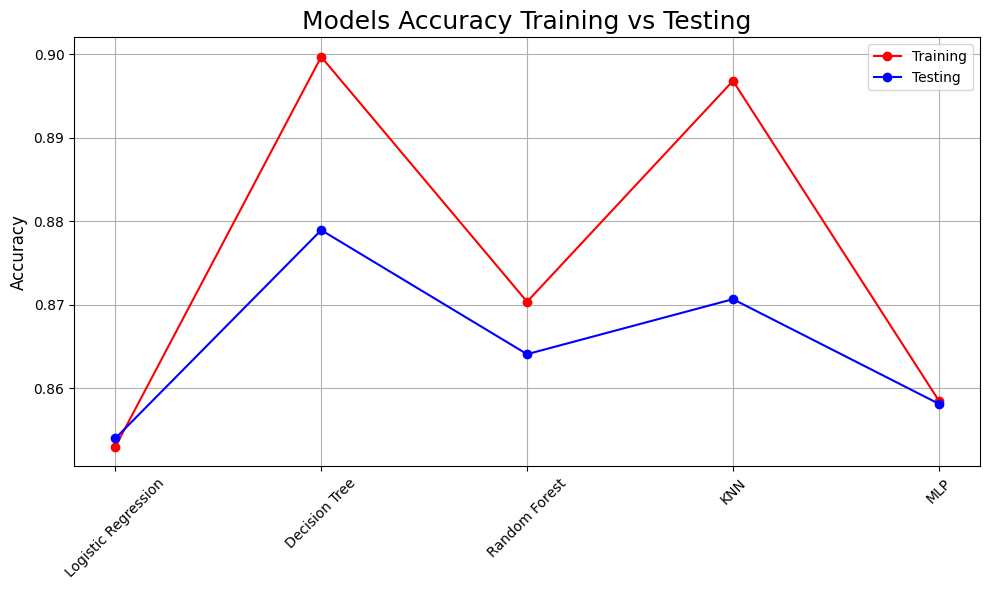 Models Accuracy Training vs Testing
Training
Testing
Accuracy
0.90
0.89
0.88
0.87
0.86
Logistic Regression
Decision Tree
Random Forest
KNN
MLP